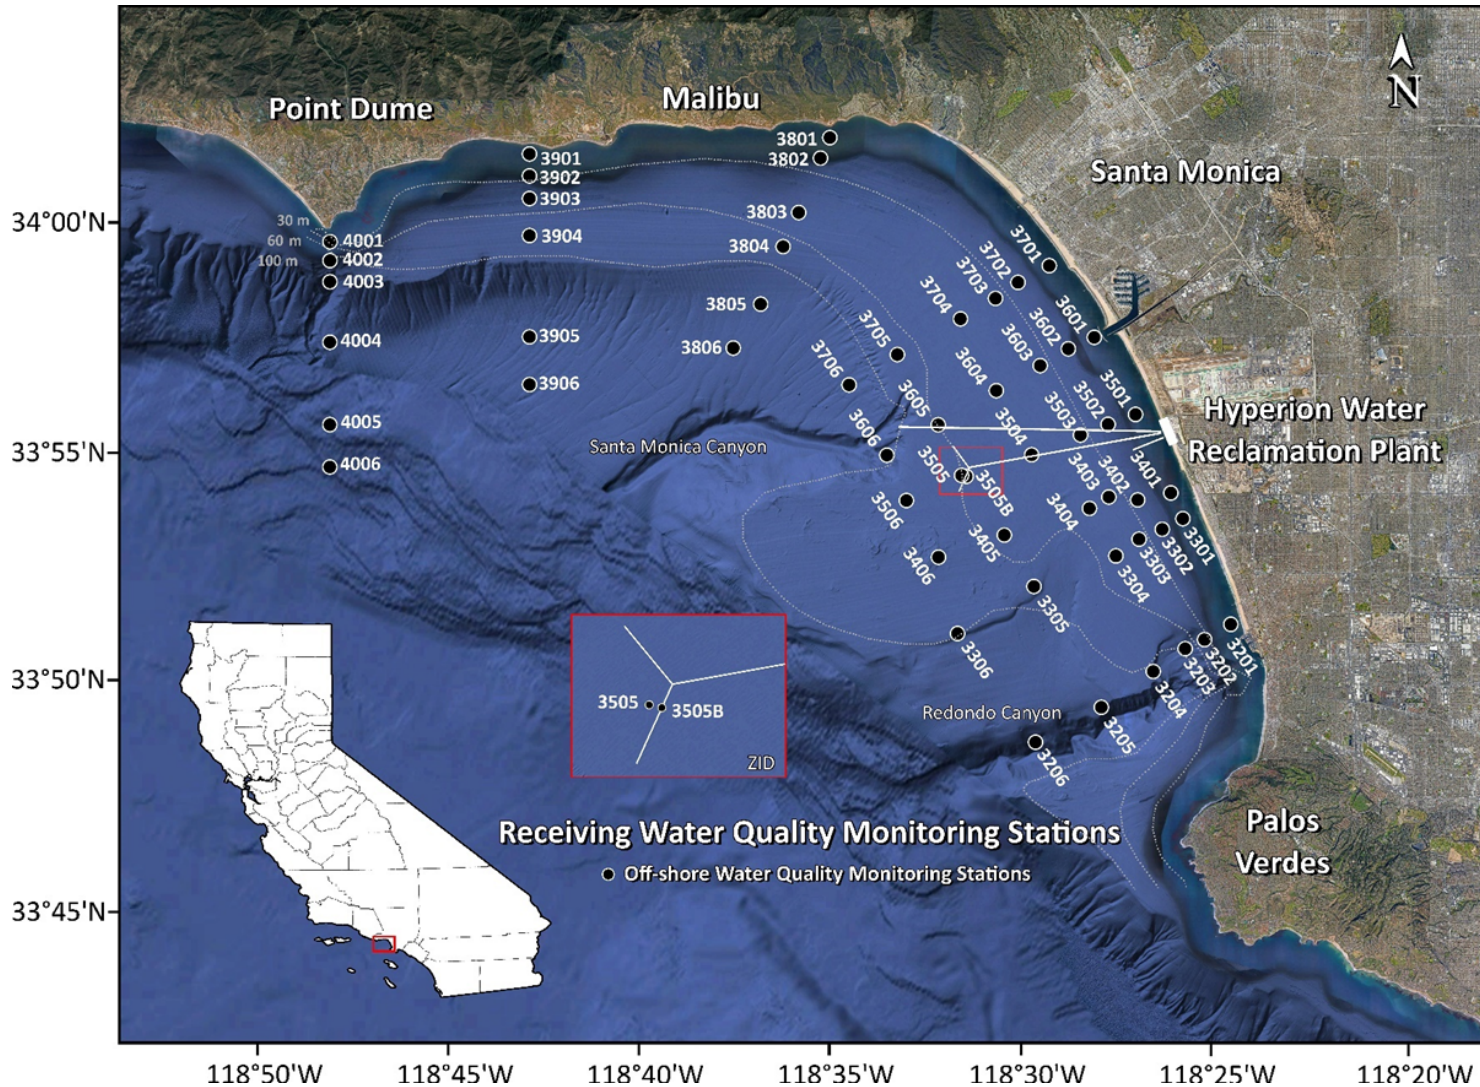 N
Point Dume
Malibu
Santa Monica
3801
3802
3901
3902
3903
3904
3803
3804
34°00'N
30 m
60 m
100 m
4001
4002
4003
4004
3905
3906
3805
3806
3701
3702
3703
3704
3705
3706
3601
3602
3603
3604
3605
3606
3501
3502
3503
3504
3505
3505B
3506
Hyperion Water
Reclamation Plant
4005
4006
33°55'N
Santa Monica Canyon
3401
3402
3403
3404
3405
3406
3301
3302
3303
3304
3305
3306
3201
3202
3203
3204
3205
3206
33°50'N
3505
3505B
ZID
Redondo Canyon
Receiving Water Quality Monitoring Stations
Off-shore Water Quality Monitoring Stations
Palos
Verdes
33°45'N
118°50'W
118°45'W
118°40'W
118°35'W
118°30'W
118°25'W
118°20'W